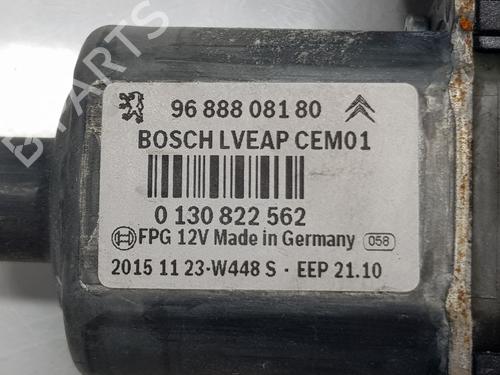 96 888 081 80
BOSCH LVEAP CEM01
0 130 822 562
FPG 12V Made in Germany 058
2015 11 23-W448 S - EEP 21.10
B PARTS